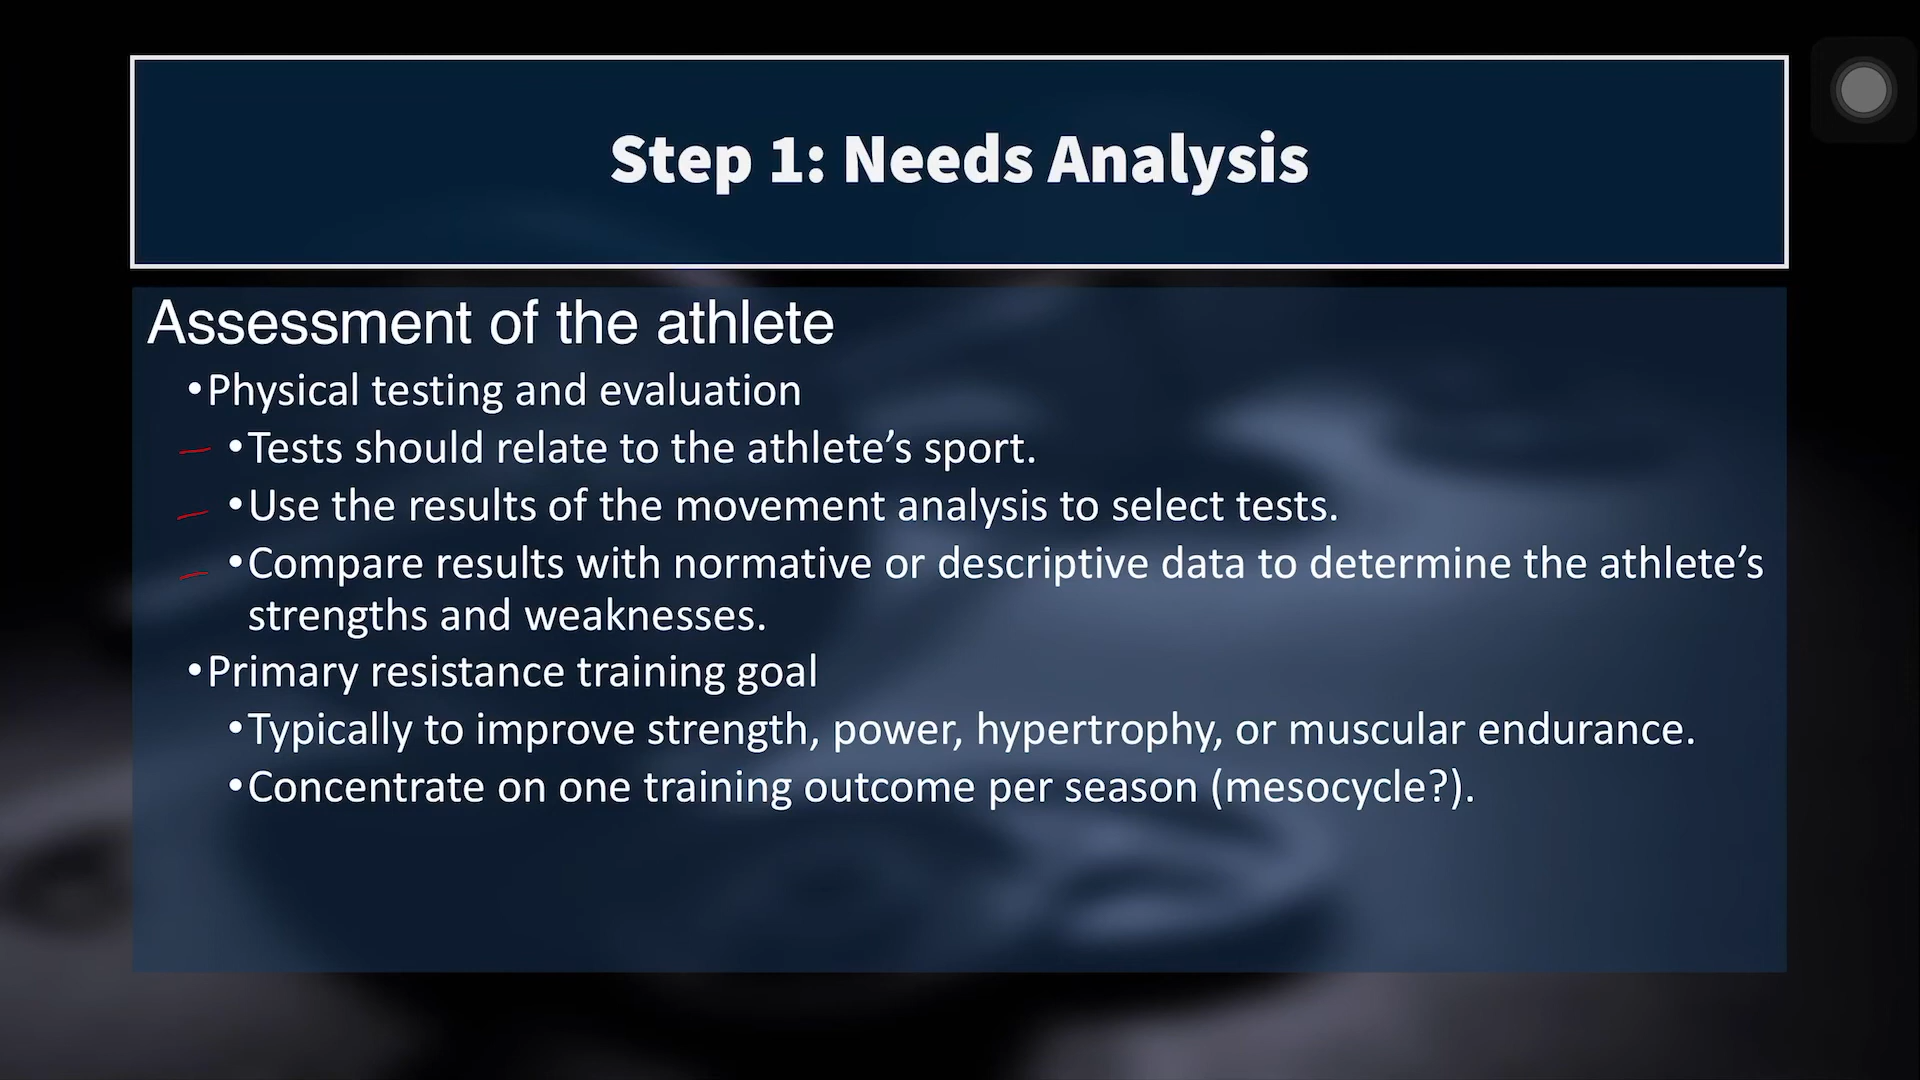 Step 1: Needs Analysis
Assessment of the athlete
•Physical testing and evaluation
•Tests should relate to the athlete’s sport.
•Use the results of the movement analysis to select tests.
•Compare results with normative or descriptive data to determine the athlete’s
strengths and weaknesses.
•Primary resistance training goal
•Typically to improve strength, power, hypertrophy, or muscular endurance.
•Concentrate on one training outcome per season (mesocycle?).